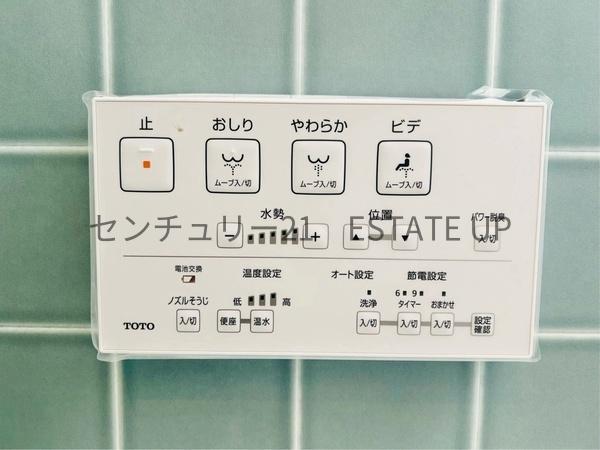 止 おしり やわらか ビデ
ムーブ入/切 ムーブ入/切 ムーブ入/切
水勢 位置 パワー脱臭
－ ＋ ▲ ▼ 入/切
センチュリー21 ESTATE UP
電池交換 温度設定 オート設定 節電設定
ノズルそうじ 低 高 洗浄 6 9 タイマー おまかせ
TOTO 入/切 便座 温水 入/切 入/切 入/切 設定
確認